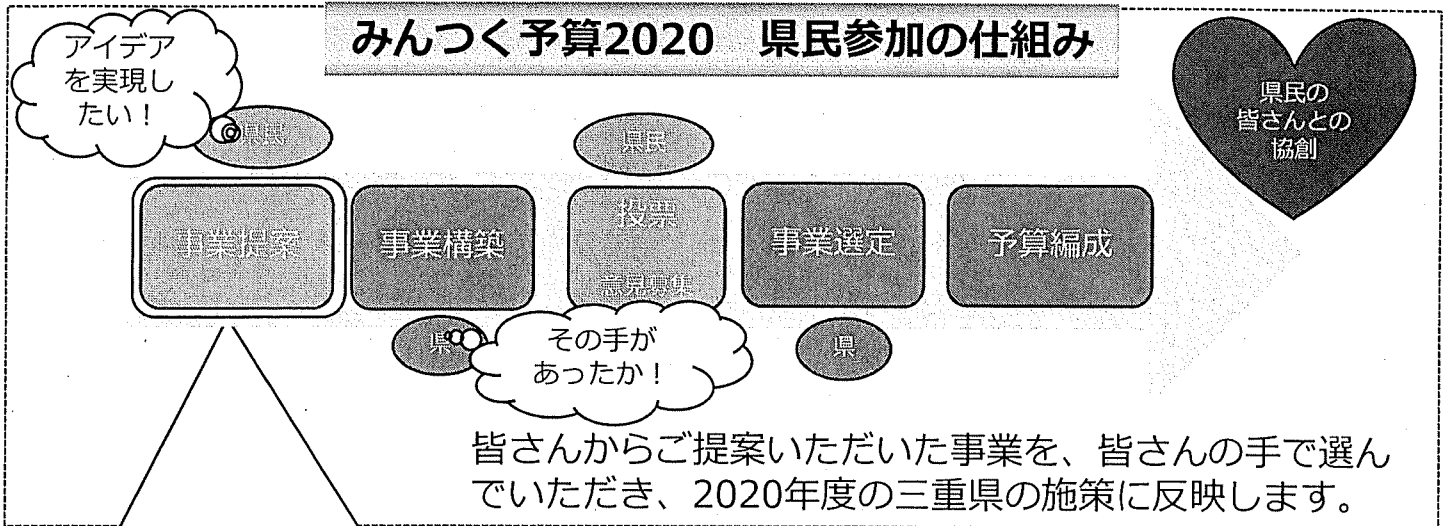 みんつく予算2020 県民参加の仕組み
アイデア
を実現し
たい！
県民の
皆さんとの
協創
県民
県民
事業提案
事業構築
投票
意見募集
事業選定
予算編成
県
その手が
あったか！
県
皆さんからご提案いただいた事業を、皆さんの手で選ん
でいただき、2020年度の三重県の施策に反映します。